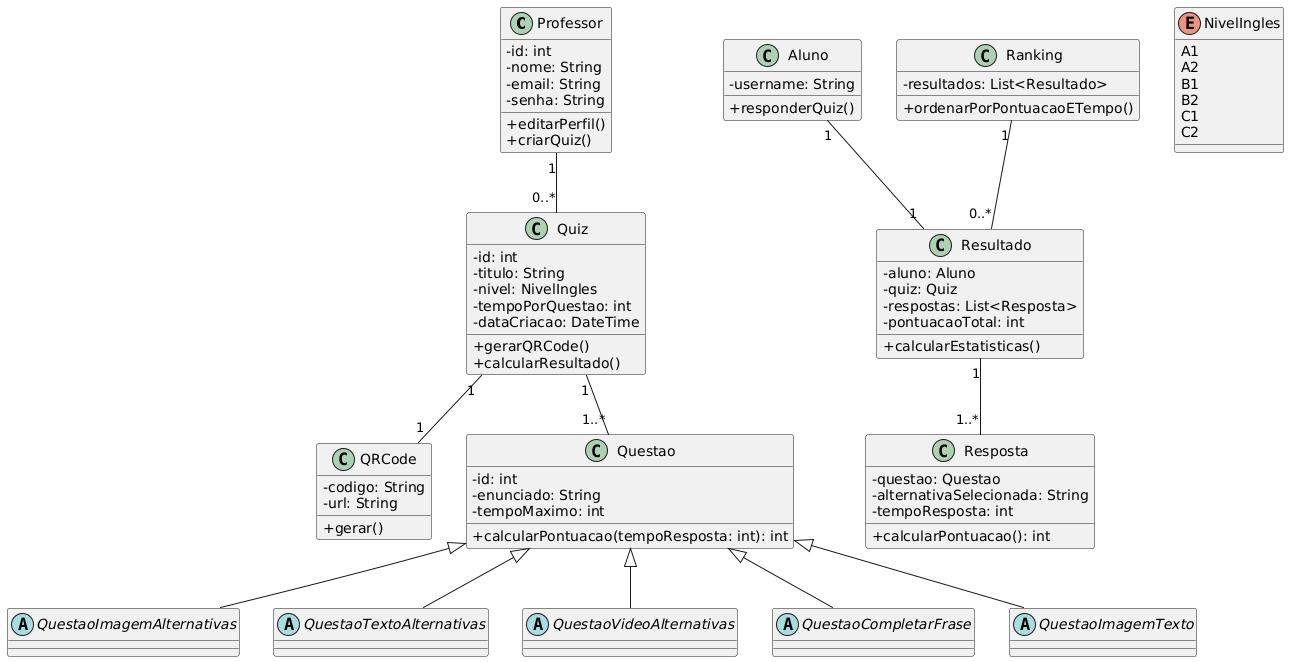 C Professor
-id: int
-nome: String
-email: String
-senha: String
+editarPerfil()
+criarQuiz()
C Aluno
-username: String
+responderQuiz()
C Ranking
-resultados: List<Resultado>
+ordenarPorPontuacaoETempo()
E NivelIngles
A1
A2
B1
B2
C1
C2
1
0..*
1
1
1
0..*
C Quiz
-id: int
-titulo: String
-nivel: NivelIngles
-tempoPorQuestao: int
-dataCriacao: DateTime
+gerarQRCode()
+calcularResultado()
C Resultado
-aluno: Aluno
-quiz: Quiz
-respostas: List<Resposta>
-pontuacaoTotal: int
+calcularEstatisticas()
1
1
1
1..*
1
1..*
C QRCode
-codigo: String
-url: String
+gerar()
C Questao
-id: int
-enunciado: String
-tempoMaximo: int
+calcularPontuacao(tempoResposta: int): int
C Resposta
-questao: Questao
-alternativaSelecionada: String
-tempoResposta: int
+calcularPontuacao(): int
A QuestaoImagemAlternativas
A QuestaoTextoAlternativas
A QuestaoVideoAlternativas
A QuestaoCompletarFrase
A QuestaoImagemTexto